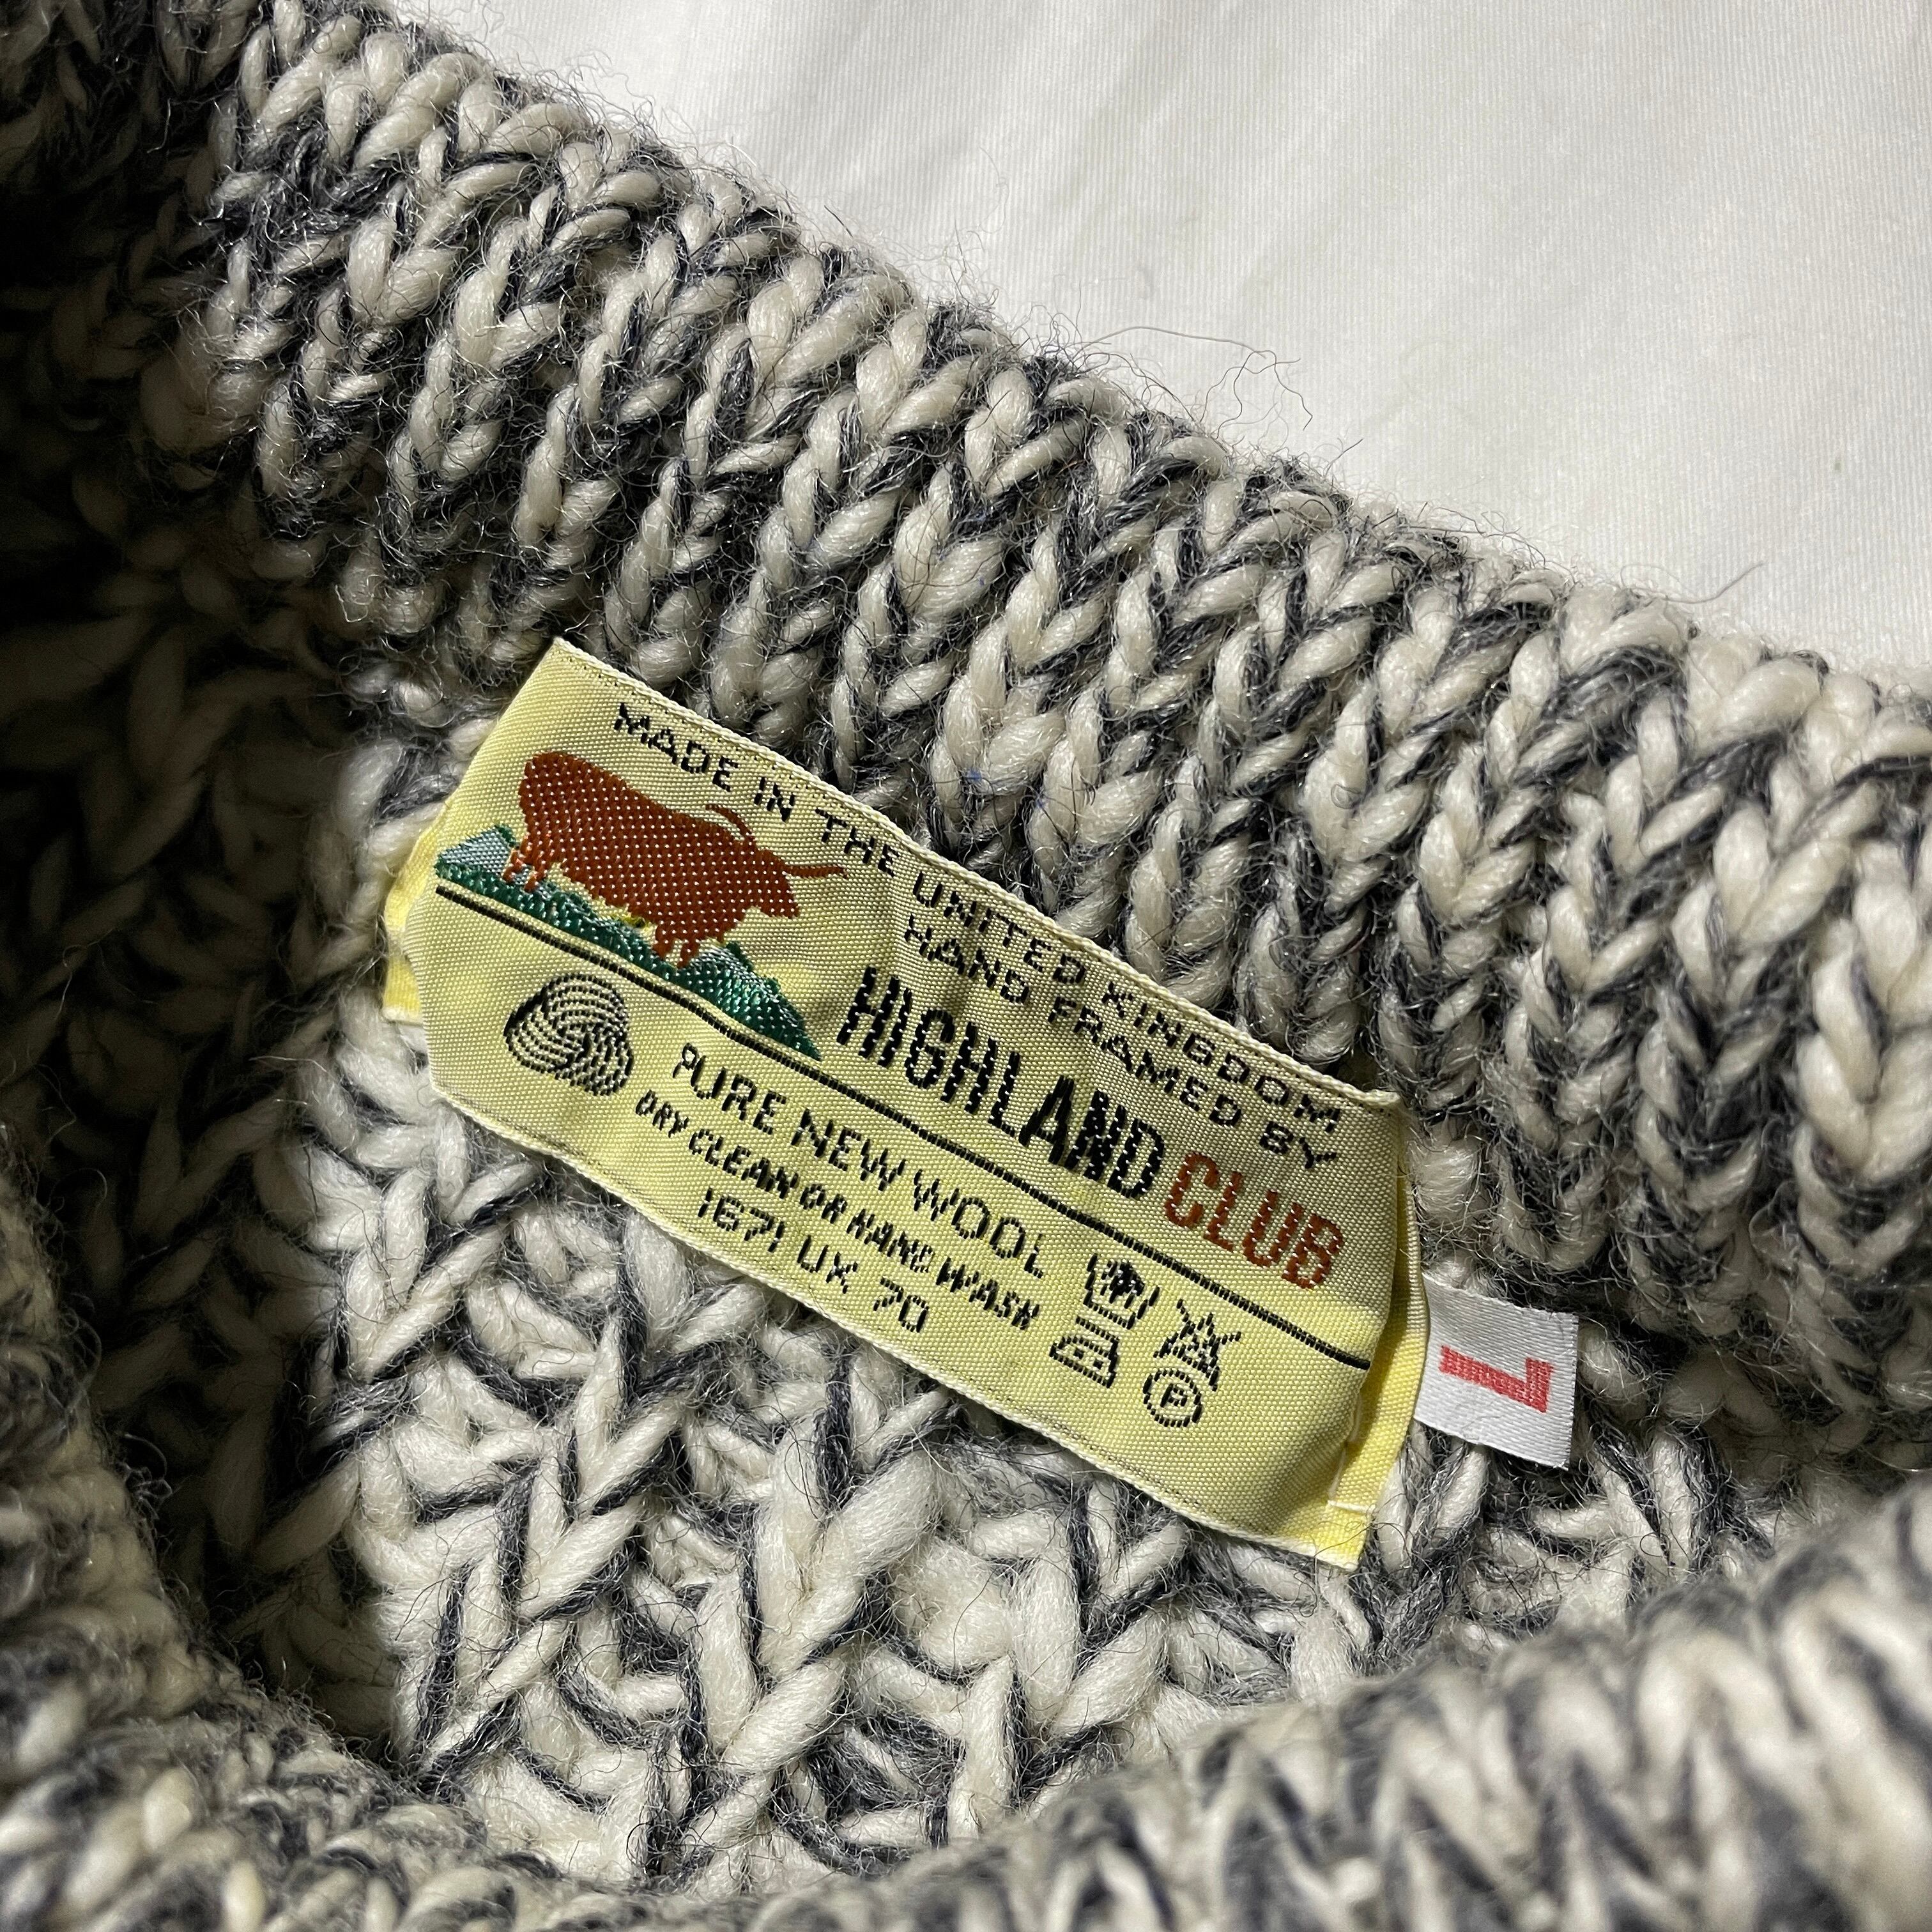 MADE IN THE UNITED KINGDOM
HAND FRAMED BY
HIGHLAND CLUB
PURE NEW WOOL
DRY CLEAN OR HAND WASH
1671 UX 70
P
L